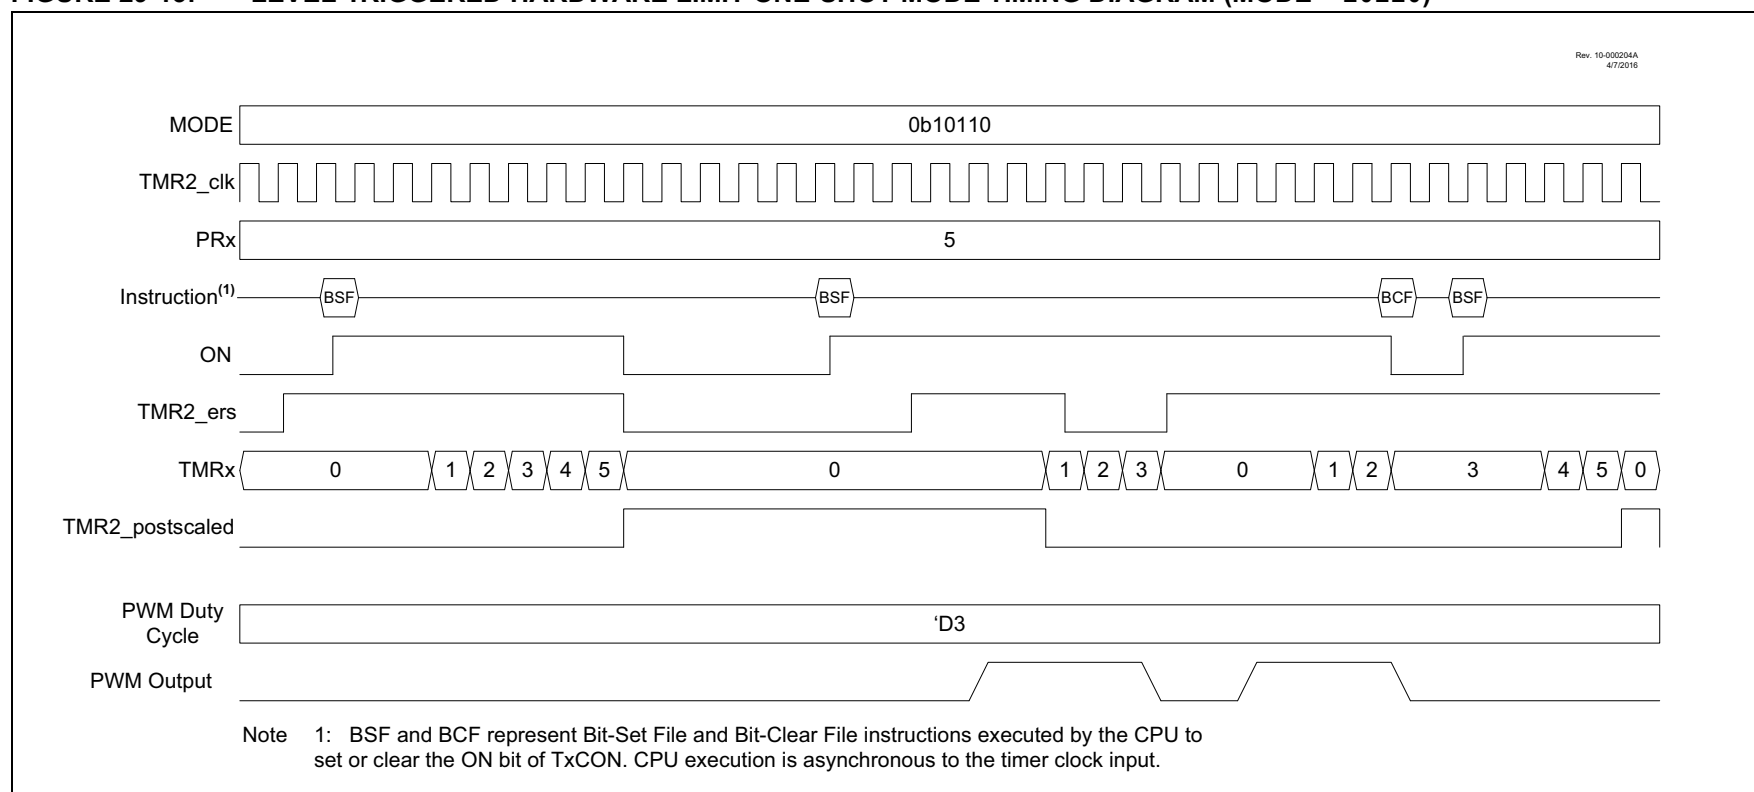 Rev. 10-000204A
4/7/2016
MODE 0b10110
TMR2_clk
PRx 5
Instruction(1) BSF BSF BCF BSF
ON
TMR2_ers
TMRx 0 1 2 3 4 5 0 1 2 3 0 1 2 3 4 5 0
TMR2_postscaled
PWM Duty
Cycle
‘D3
PWM Output
Note 1: BSF and BCF represent Bit-Set File and Bit-Clear File instructions executed by the CPU to
set or clear the ON bit of TxCON. CPU execution is asynchronous to the timer clock input.